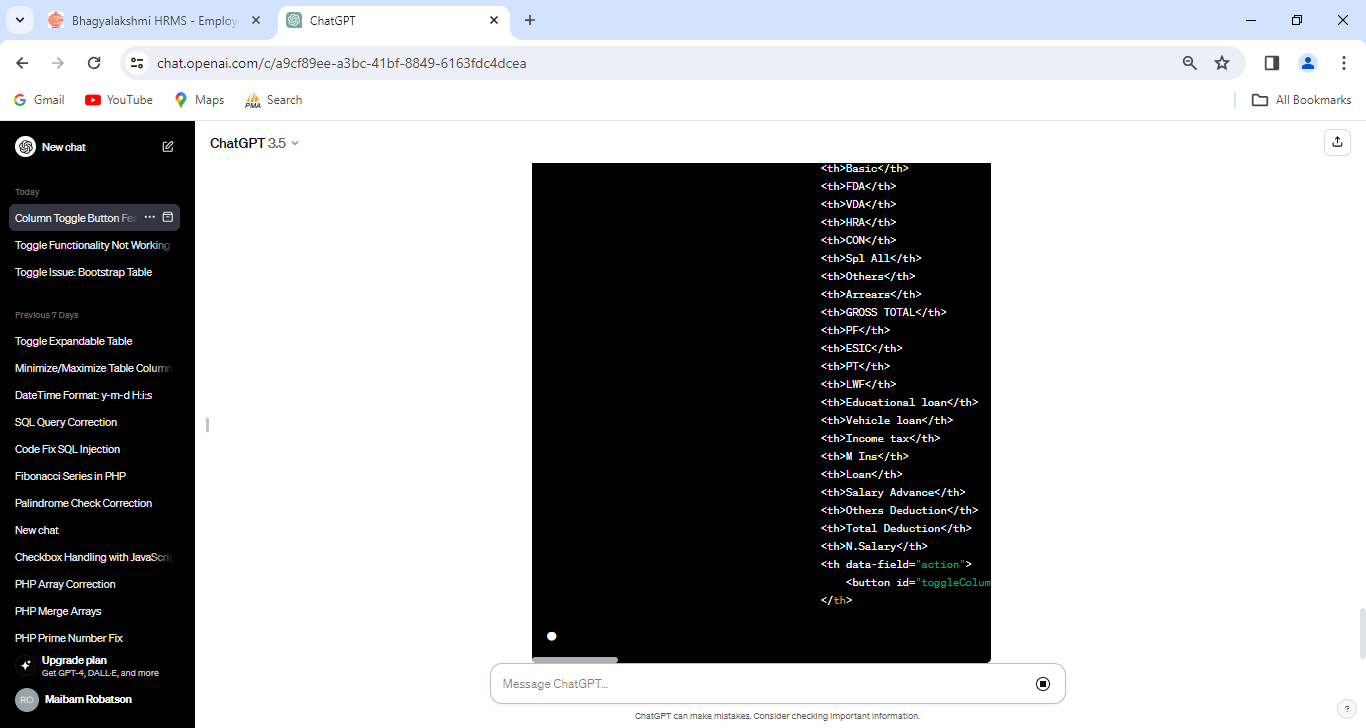 Bhagyalakshmi HRMS - Employ
ChatGPT
chat.openai.com/c/a9cf89ee-a3bc-41bf-8849-6163fdc4dcea
Gmail
YouTube
Maps
PMA
Search
All Bookmarks
New chat
Today
Column Toggle Button Fea
Toggle Functionality Not Working
Toggle Issue: Bootstrap Table
Previous 7 Days
Toggle Expandable Table
Minimize/Maximize Table Column
DateTime Format: y-m-d H:i:s
SQL Query Correction
Code Fix SQL Injection
Fibonacci Series in PHP
Palindrome Check Correction
New chat
Checkbox Handling with JavaScrip
PHP Array Correction
PHP Merge Arrays
PHP Prime Number Fix
Upgrade plan
Get GPT-4, DALL·E, and more
RO
Maibam Robatson
ChatGPT 3.5
<th>Basic</th>
<th>FDA</th>
<th>VDA</th>
<th>HRA</th>
<th>CON</th>
<th>Spl All</th>
<th>Others</th>
<th>Arrears</th>
<th>GROSS TOTAL</th>
<th>PF</th>
<th>ESIC</th>
<th>PT</th>
<th>LWF</th>
<th>Educational loan</th>
<th>Vehicle loan</th>
<th>Income tax</th>
<th>M Ins</th>
<th>Loan</th>
<th>Salary Advance</th>
<th>Others Deduction</th>
<th>Total Deduction</th>
<th>N.Salary</th>
<th data-field="action">
<button id="toggleColum
</th>
Message ChatGPT...
ChatGPT can make mistakes. Consider checking important information.
?